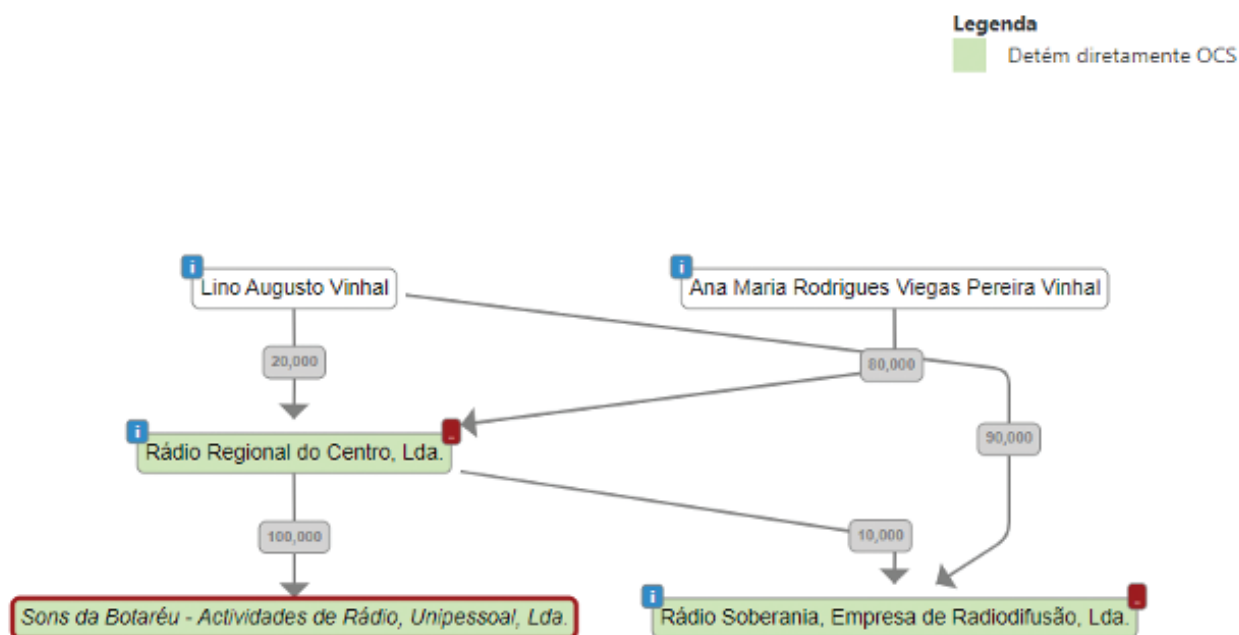 Legenda
Detém diretamente OCS
i
i
Lino Augusto Vinhal
Ana Maria Rodrigues Viegas Pereira Vinhal
20,000
80,000
i
-
Rádio Regional do Centro, Lda.
90,000
100,000
10,000
i
-
Sons da Botaréu - Actividades de Rádio, Unipessoal, Lda.
Rádio Soberania, Empresa de Radiodifusão, Lda.